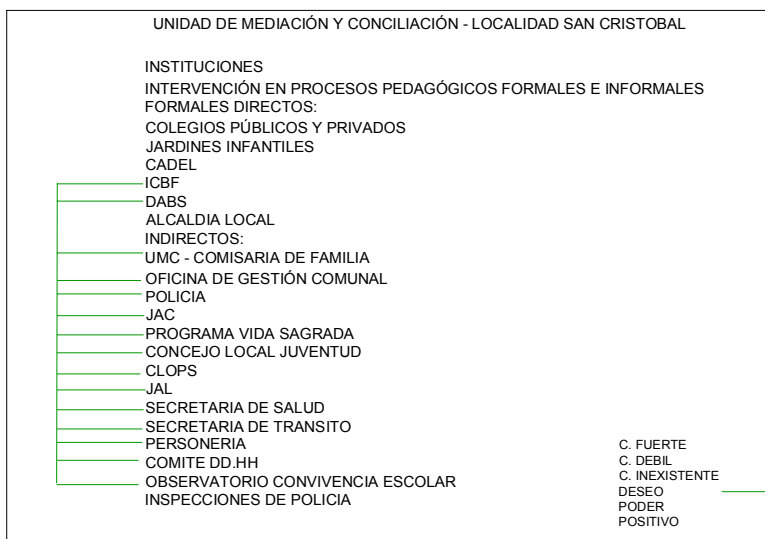 UNIDAD DE MEDIACIÓN Y CONCILIACIÓN - LOCALIDAD SAN CRISTOBAL
INSTITUCIONES
INTERVENCIÓN EN PROCESOS PEDAGÓGICOS FORMALES E INFORMALES
FORMALES DIRECTOS:
COLEGIOS PÚBLICOS Y PRIVADOS
JARDINES INFANTILES
CADEL
ICBF
DABS
ALCALDIA LOCAL
INDIRECTOS:
UMC - COMISARIA DE FAMILIA
OFICINA DE GESTIÓN COMUNAL
POLICIA
JAC
PROGRAMA VIDA SAGRADA
CONCEJO LOCAL JUVENTUD
CLOPS
JAL
SECRETARIA DE SALUD
SECRETARIA DE TRANSITO
PERSONERIA
COMITE DD.HH
OBSERVATORIO CONVIVENCIA ESCOLAR
INSPECCIONES DE POLICIA
C. FUERTE
C. DEBIL
C. INEXISTENTE
DESEO
PODER
POSITIVO